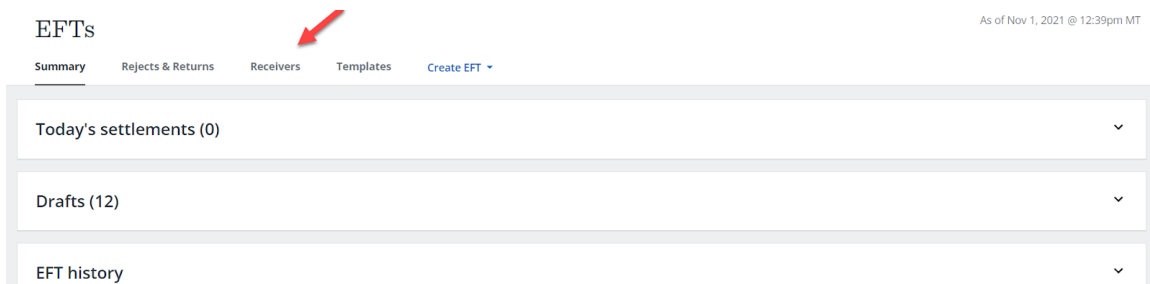 EFTs
As of Nov 1, 2021 @ 12:39pm MT
Summary Rejects & Returns Receivers Templates Create EFT
Today's settlements (0)
Drafts (12)
EFT history